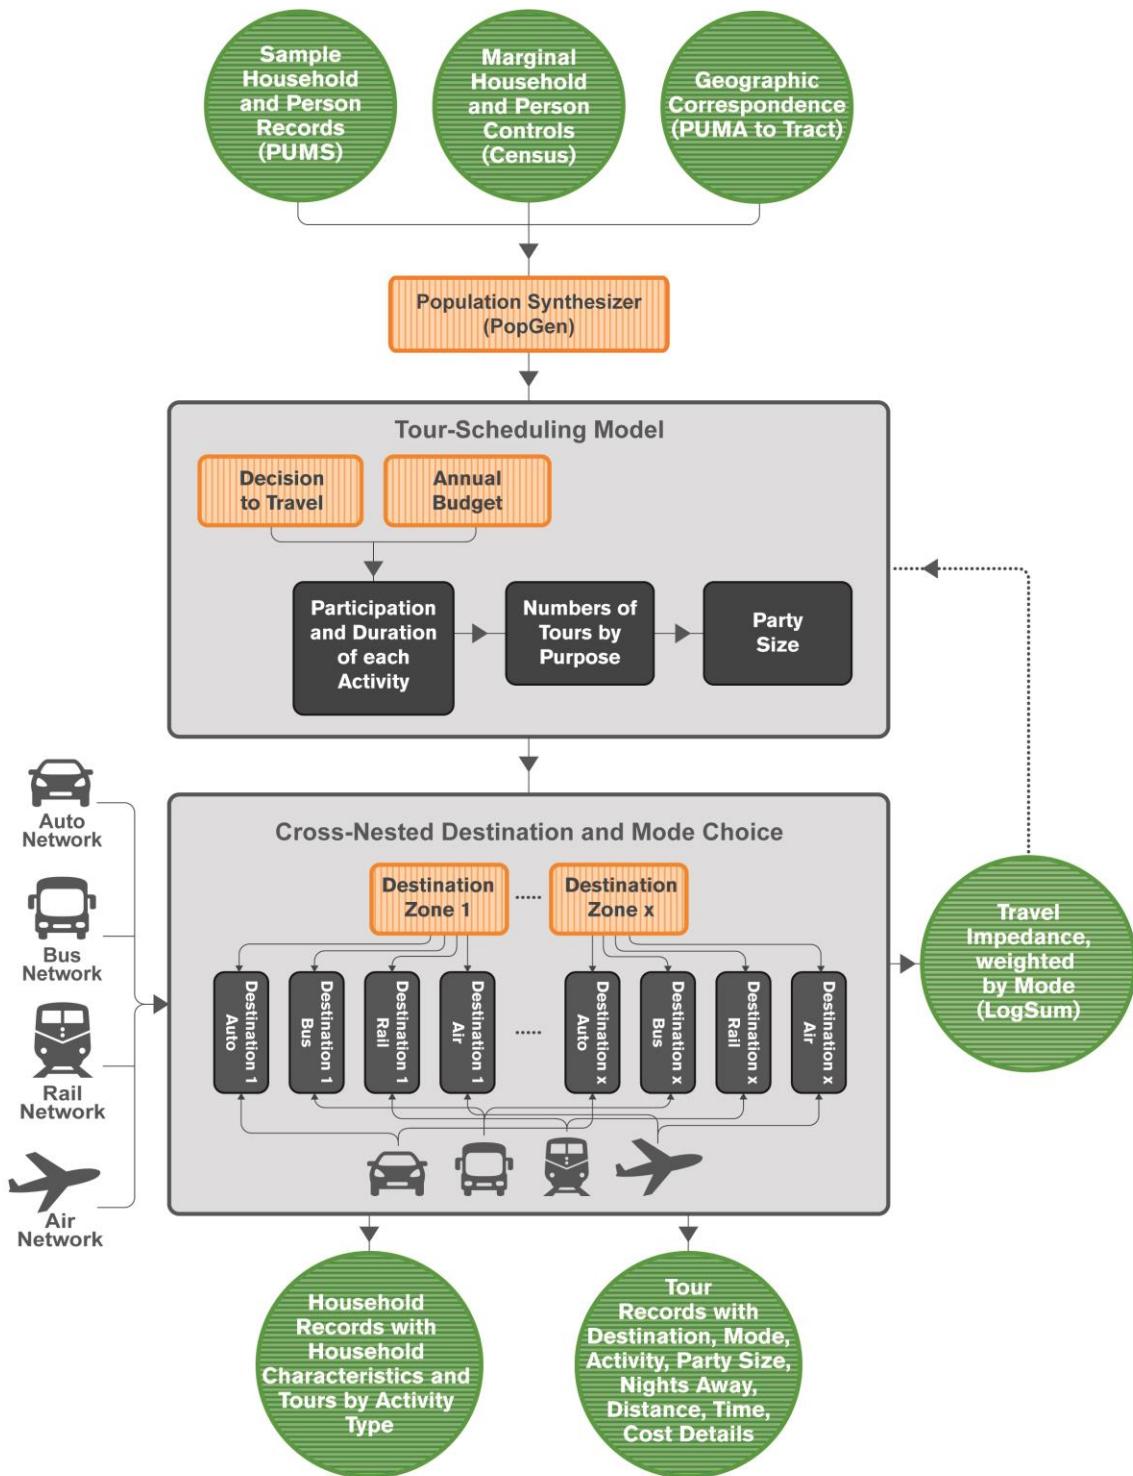 Sample
Household
and Person
Records
(PUMS)
Marginal
Household
and Person
Controls
(Census)
Geographic
Correspondence
(PUMA to Tract)
Population Synthesizer
(PopGen)
Tour-Scheduling Model
Decision
to Travel
Annual
Budget
Participation
and Duration
of each
Activity
Numbers of
Tours by
Purpose
Party
Size
Auto
Network
Bus
Network
Rail
Network
Air
Network
Cross-Nested Destination and Mode Choice
Destination
Zone 1
.....
Destination
Zone x
Destination 1
Auto
Destination 1
Bus
Destination 1
Rail
Destination 1
Air
.....
Destination x
Auto
Destination x
Bus
Destination x
Rail
Destination x
Air
Travel
Impedance,
weighted
by Mode
(LogSum)
Household
Records with
Household
Characteristics and
Tours by Activity
Type
Tour
Records with
Destination, Mode,
Activity, Party Size,
Nights Away,
Distance, Time,
Cost Details